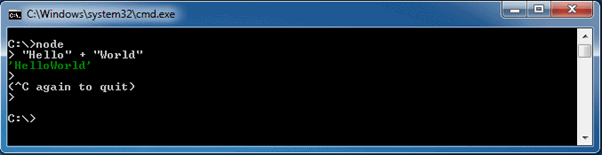 C:\Windows\system32\cmd.exe
C:\>node
> "Hello" + "World"
'HelloWorld'
>
(^C again to quit)
>
C:\>